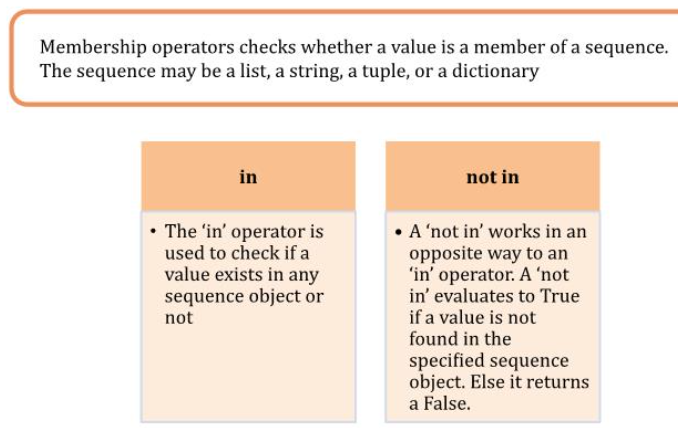 Membership operators checks whether a value is a member of a sequence.
The sequence may be a list, a string, a tuple, or a dictionary
in
• The ‘in’ operator is
used to check if a
value exists in any
sequence object or
not
not in
• A ‘not in’ works in an
opposite way to an
‘in’ operator. A ‘not
in’ evaluates to True
if a value is not
found in the
specified sequence
object. Else it returns
a False.